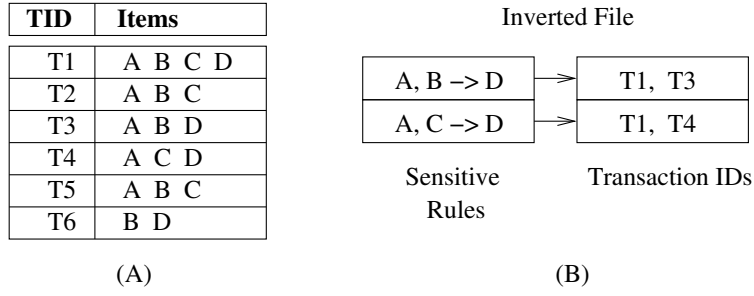 TID Items
T1 A B C D
T2 A B C
T3 A B D
T4 A C D
T5 A B C
T6 B D
(A)
Inverted File
A, B −> D T1, T3
A, C −> D T1, T4
Sensitive Transaction IDs
Rules
(B)